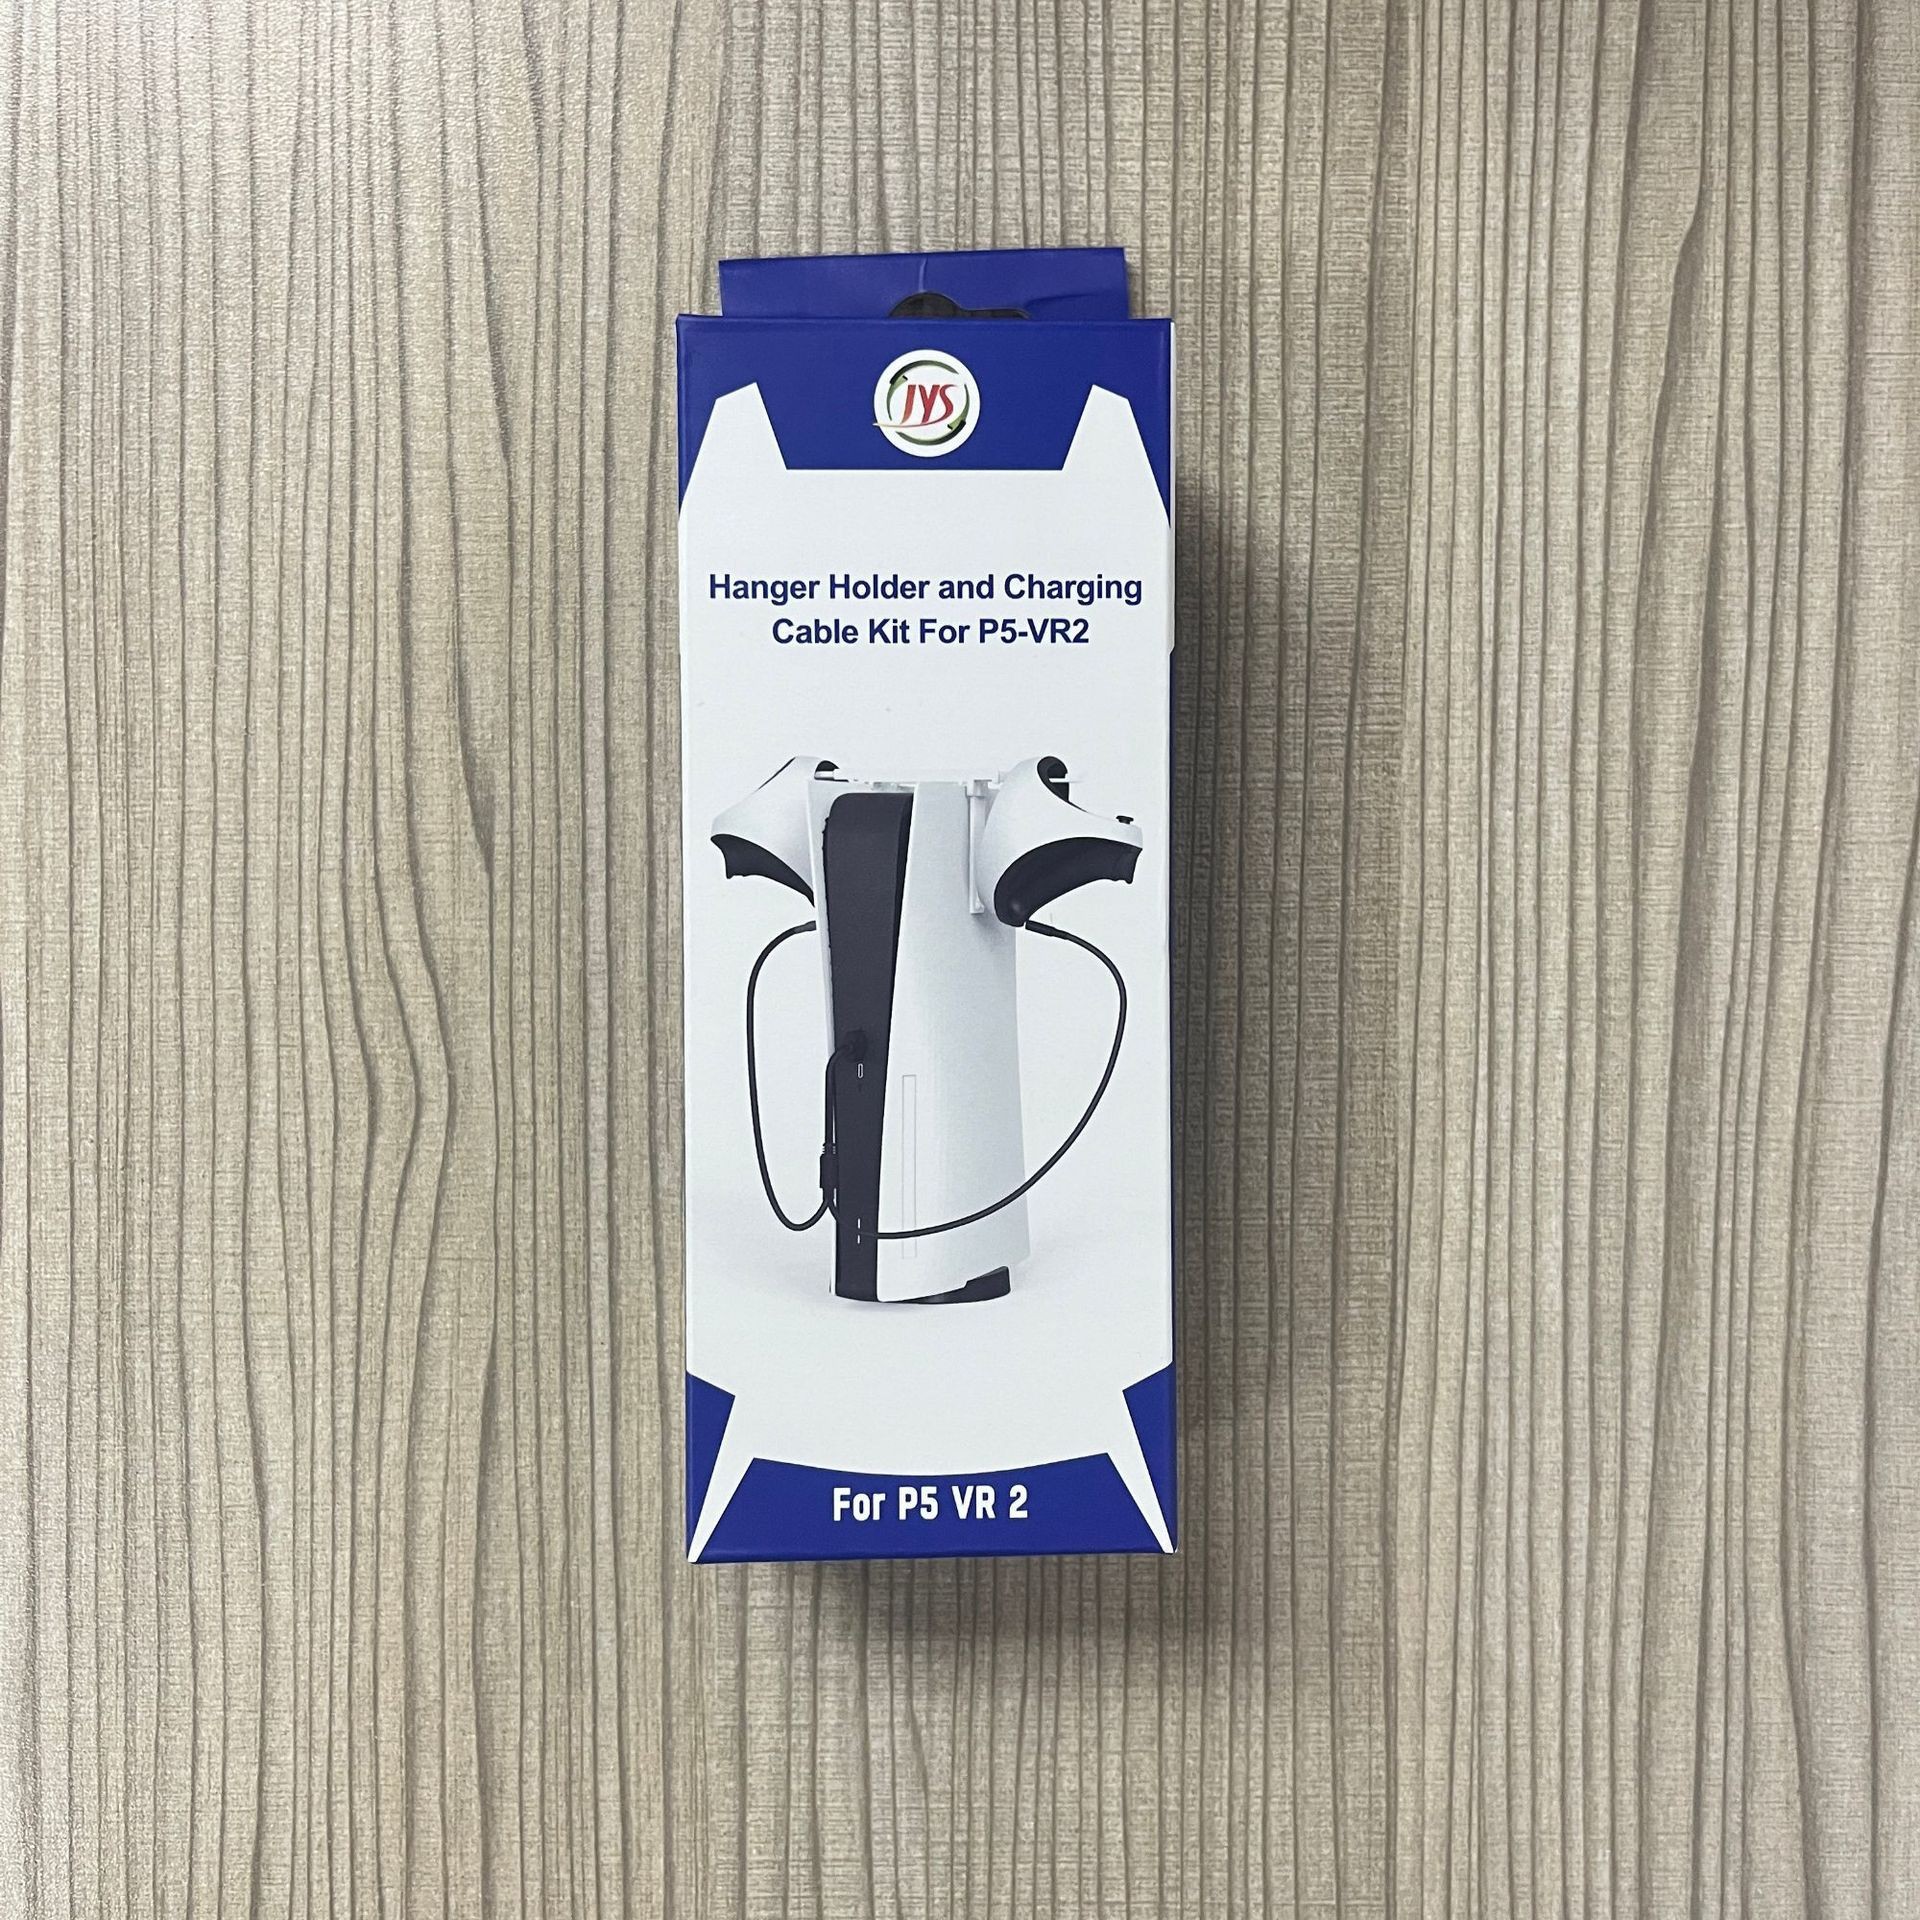 JYS
Hanger Holder and Charging
Cable Kit For P5-VR2
For P5 VR 2